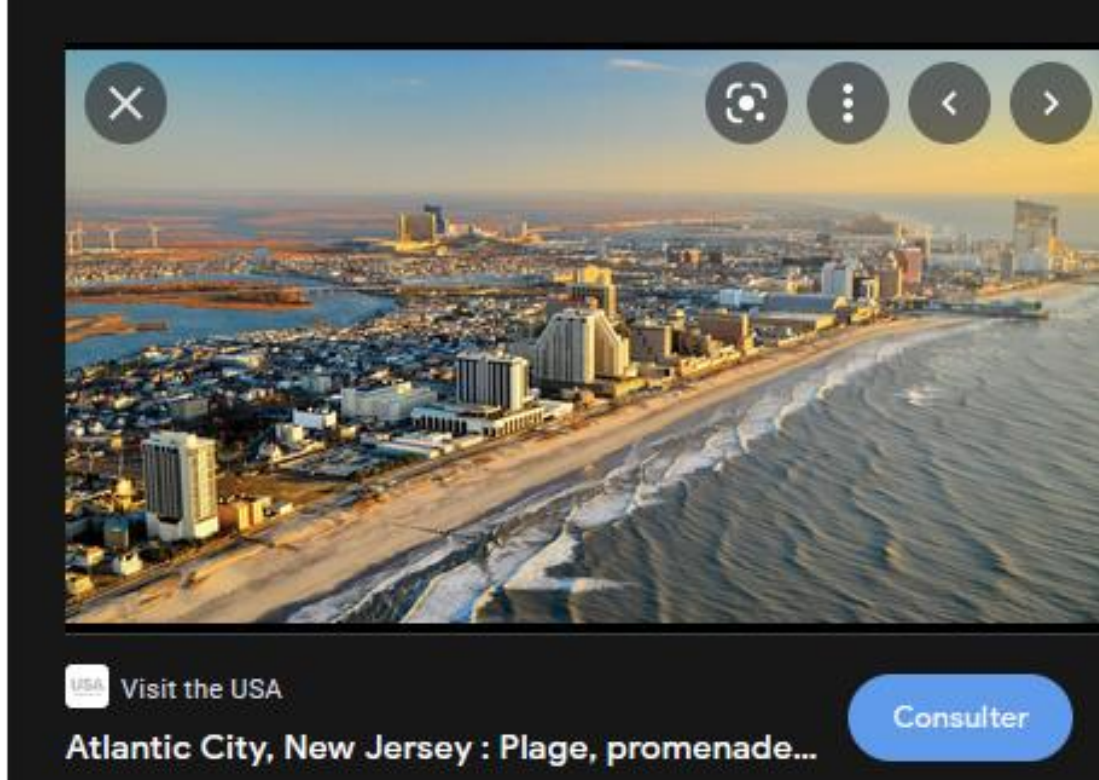 USA
Visit the USA
Consulter
Atlantic City, New Jersey : Plage, promenade...